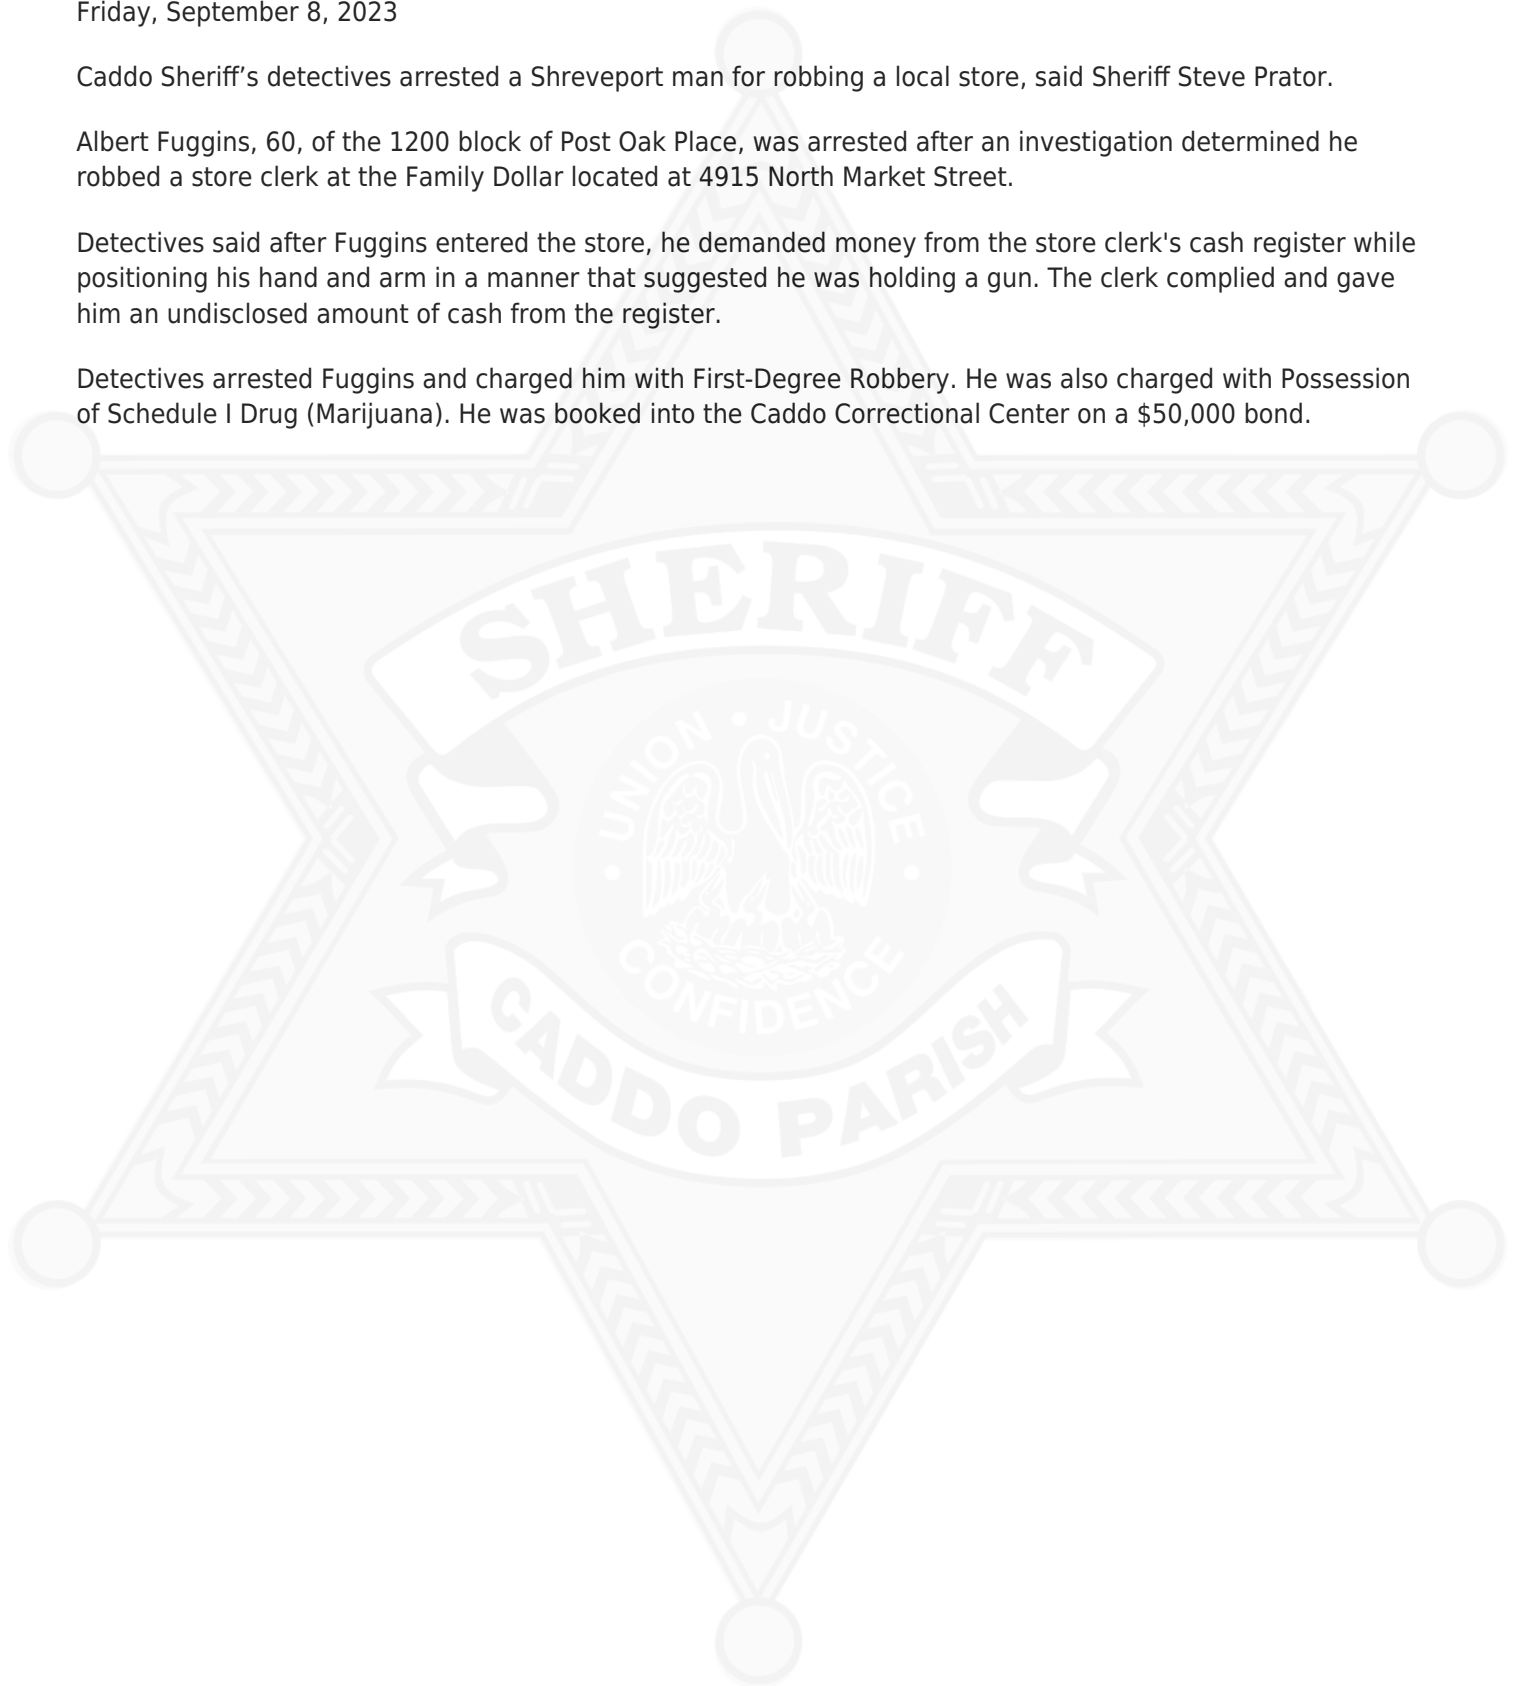 Friday, September 8, 2023
Caddo Sheriff’s detectives arrested a Shreveport man for robbing a local store, said Sheriff Steve Prator.
Albert Fuggins, 60, of the 1200 block of Post Oak Place, was arrested after an investigation determined he
robbed a store clerk at the Family Dollar located at 4915 North Market Street.
Detectives said after Fuggins entered the store, he demanded money from the store clerk's cash register while
positioning his hand and arm in a manner that suggested he was holding a gun. The clerk complied and gave
him an undisclosed amount of cash from the register.
Detectives arrested Fuggins and charged him with First-Degree Robbery. He was also charged with Possession
of Schedule I Drug (Marijuana). He was booked into the Caddo Correctional Center on a $50,000 bond.
SHERIFF
UNION • JUSTICE
• CONFIDENCE •
CADDO PARISH